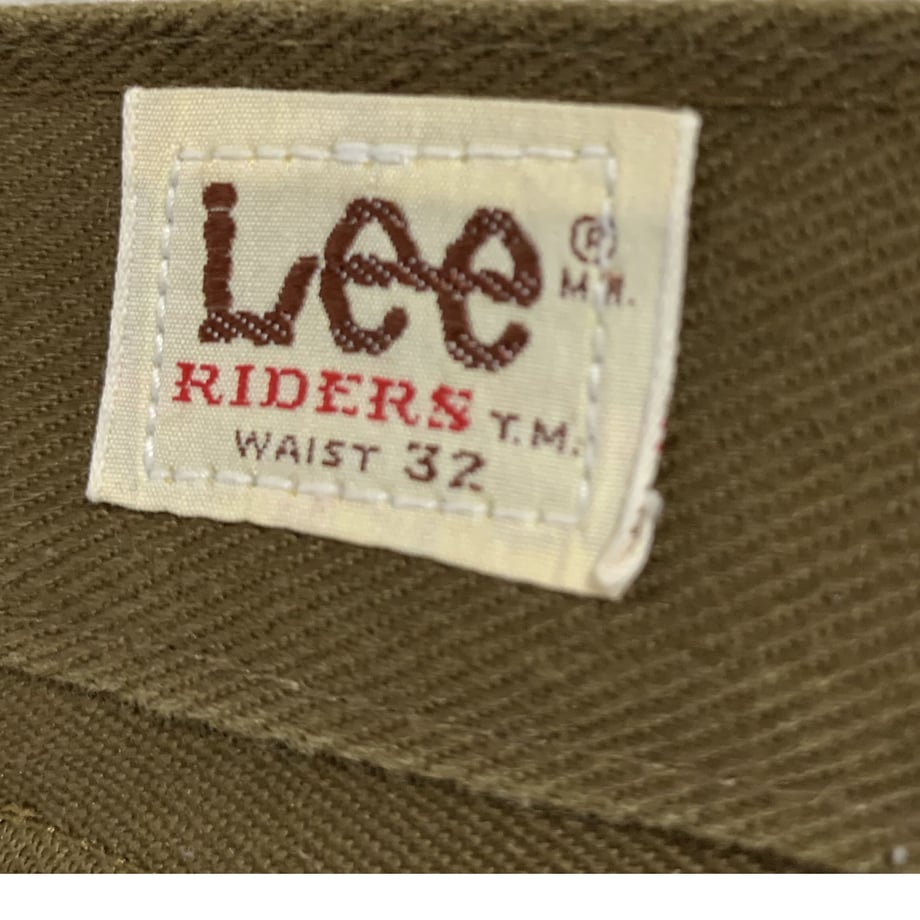 Lee ®
M.R.
RIDERS T.M.
WAIST 32